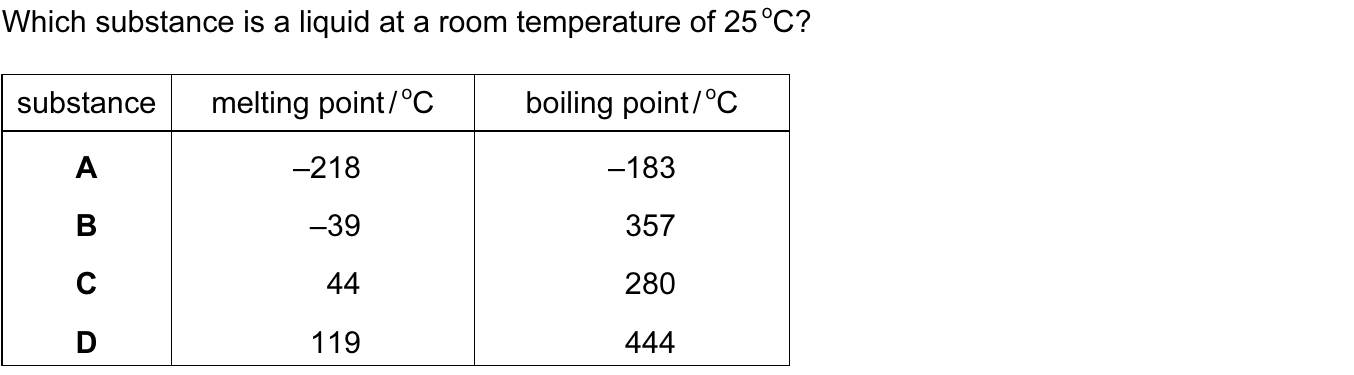 Which substance is a liquid at a room temperature of 25 °C?
substance melting point / °C boiling point / °C
A –218 –183
B –39 357
C 44 280
D 119 444